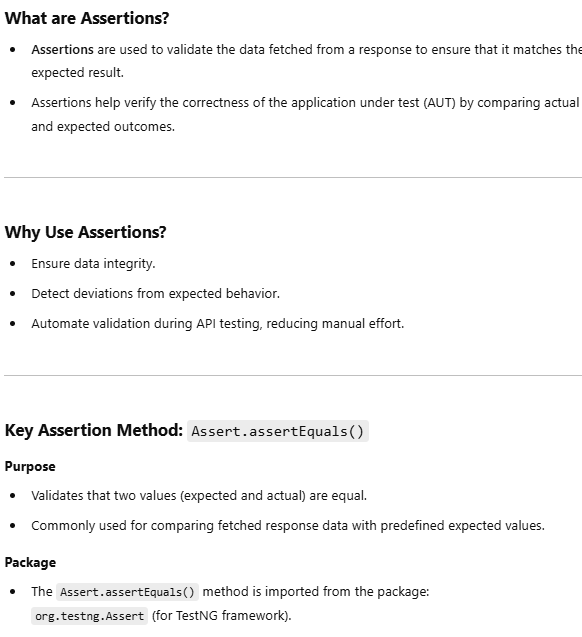 What are Assertions?
• Assertions are used to validate the data fetched from a response to ensure that it matches the
expected result.
• Assertions help verify the correctness of the application under test (AUT) by comparing actual
and expected outcomes.
Why Use Assertions?
• Ensure data integrity.
• Detect deviations from expected behavior.
• Automate validation during API testing, reducing manual effort.
Key Assertion Method: Assert.assertEquals()
Purpose
• Validates that two values (expected and actual) are equal.
• Commonly used for comparing fetched response data with predefined expected values.
Package
• The Assert.assertEquals() method is imported from the package:
org.testng.Assert (for TestNG framework).